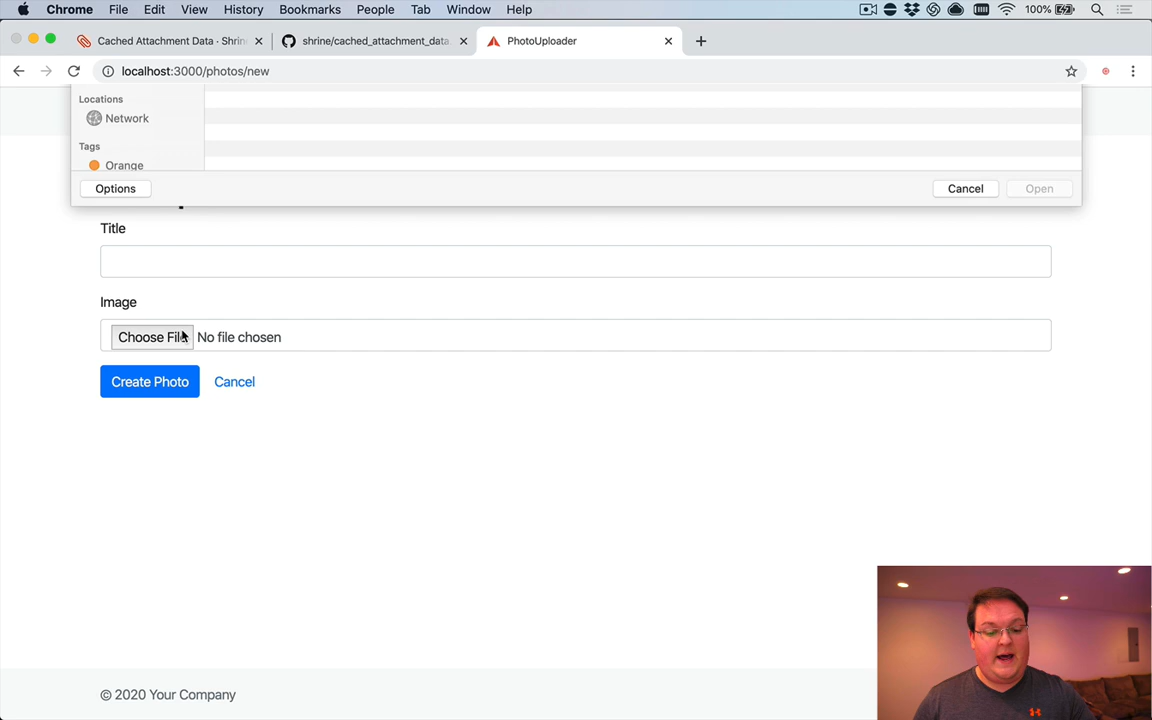 Chrome File Edit View History Bookmarks People Tab Window Help 100%
Cached Attachment Data · Shrin
shrine/cached_attachment_data
PhotoUploader
localhost:3000/photos/new
Locations
Network
Tags
Orange
Options Cancel Open
Title
Image
Choose File No file chosen
Create Photo Cancel
© 2020 Your Company